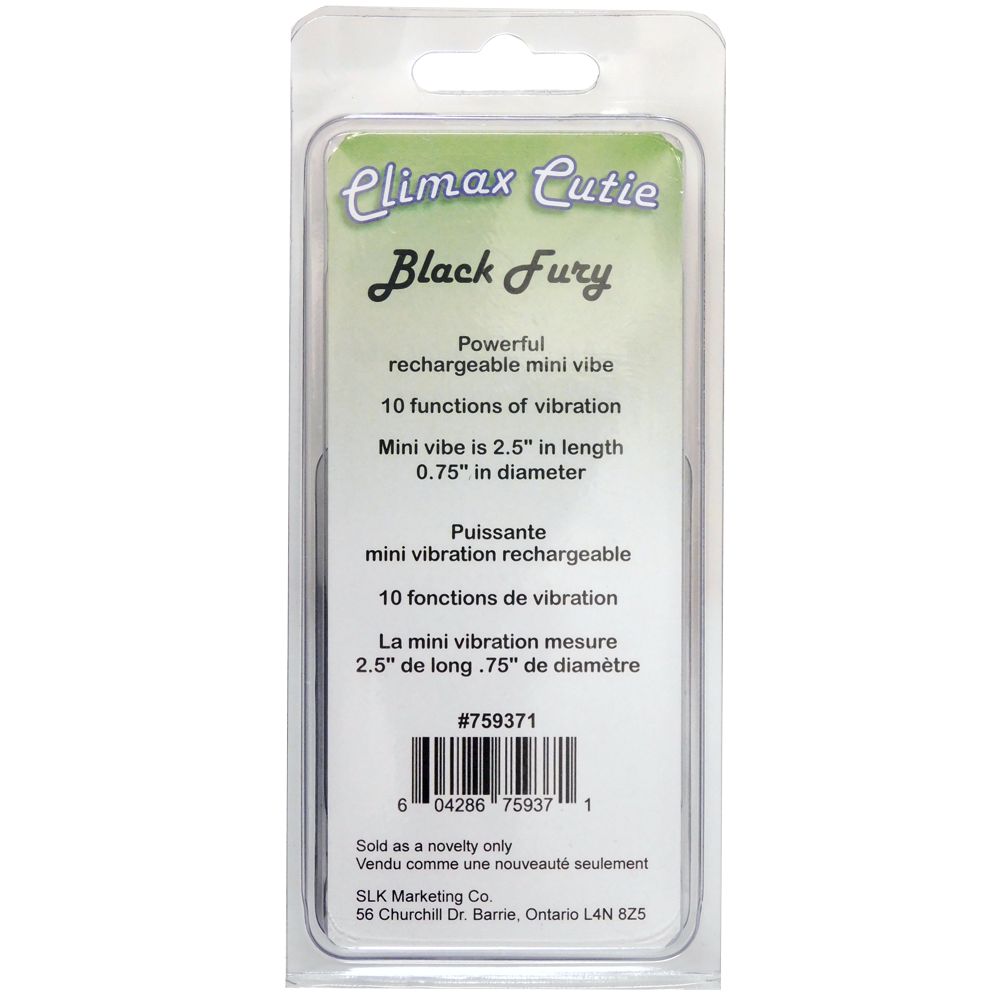 Climax Cutie
Black Fury
Powerful
rechargeable mini vibe
10 functions of vibration
Mini vibe is 2.5" in length
0.75" in diameter
Puissante
mini vibration rechargeable
10 fonctions de vibration
La mini vibration mesure
2.5" de long .75" de diamètre
#759371
6 04286 75937 1
Sold as a novelty only
Vendu comme une nouveauté seulement
SLK Marketing Co.
56 Churchill Dr. Barrie, Ontario L4N 8Z5